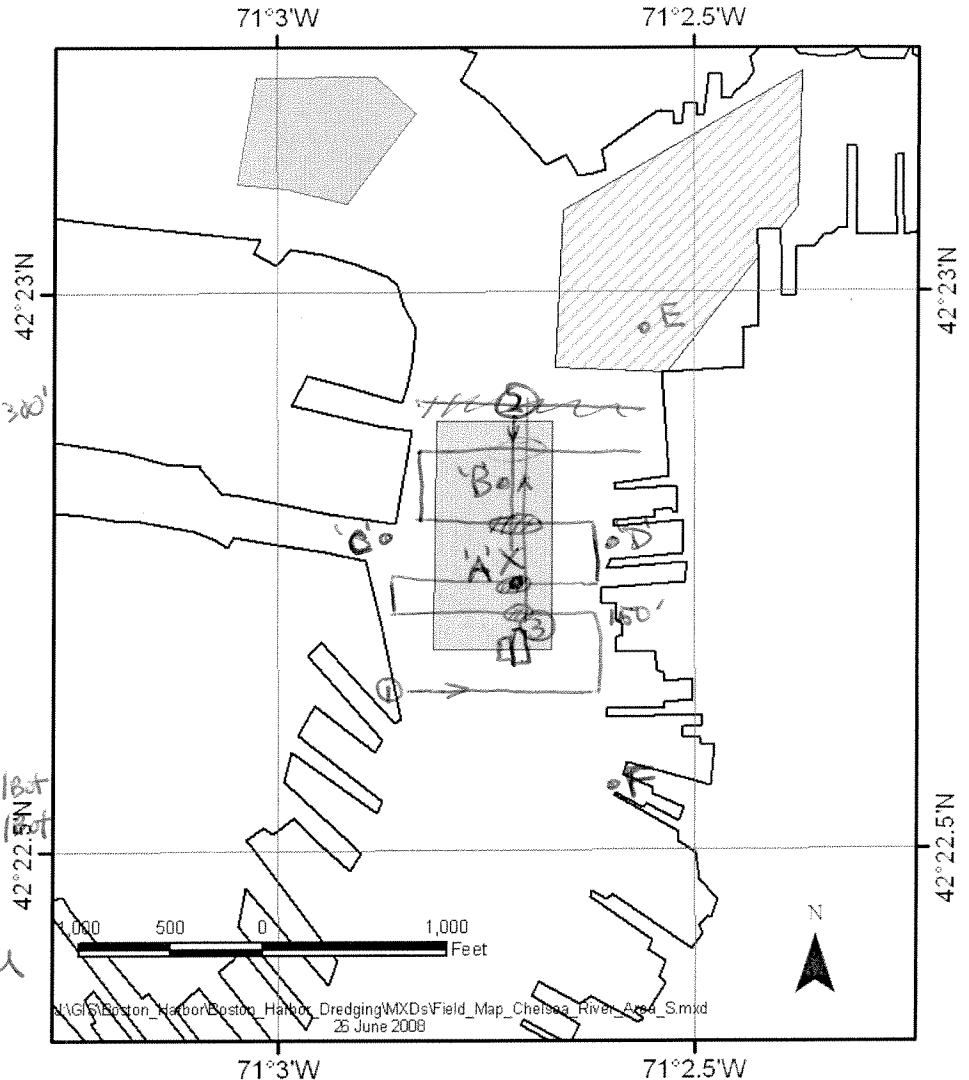 71°3'W 71°2.5'W
42°23'N 42°23'N
E
300'
2
'B'
'C' 'D'
'A' X
150'
3
1
F
1Bot
42°22.5'N 42°22.5'N
N
1,000 500 0 1,000
Feet
J:\GIS\Boston_Harbor\Boston_Harbor_Dredging\MXDs\Field_Map_Chelsea_River_Area_S.mxd
26 June 2008
71°3'W 71°2.5'W